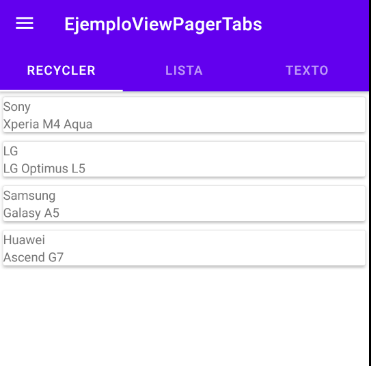 EjemploViewPagerTabs
RECYCLER LISTA TEXTO
Sony
Xperia M4 Aqua
LG
LG Optimus L5
Samsung
Galasy A5
Huawei
Ascend G7